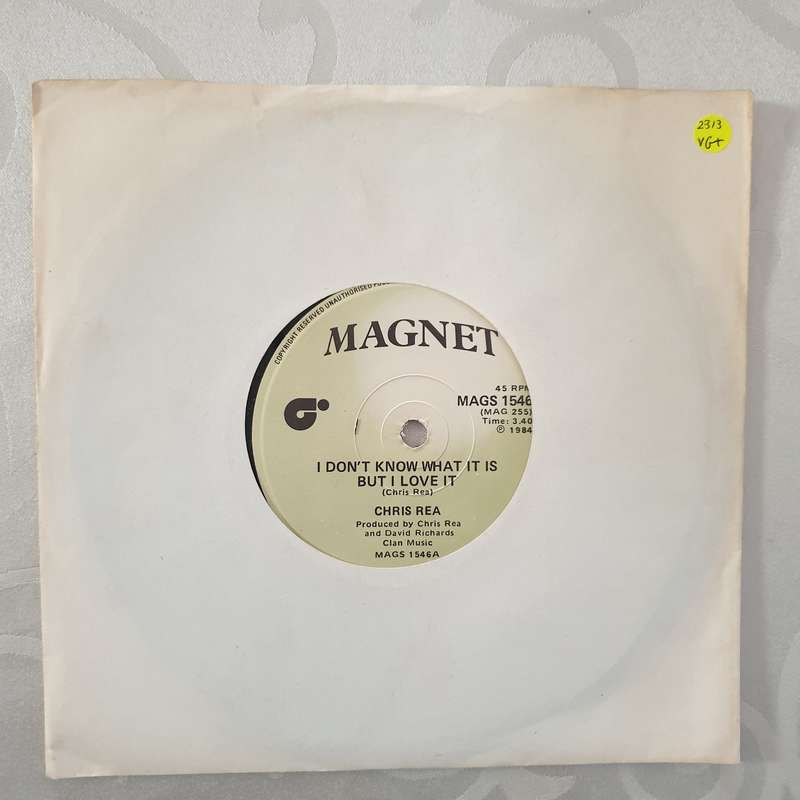 2313
VG+
COPYRIGHT RESERVED UNAUTHORISED
MAGNET
45 RPM
MAGS 1546
(MAG 255)
Time: 3.40
℗ 1984
I DON'T KNOW WHAT IT IS
BUT I LOVE IT
(Chris Rea)
CHRIS REA
Produced by Chris Rea
and David Richards
Clan Music
MAGS 1546A